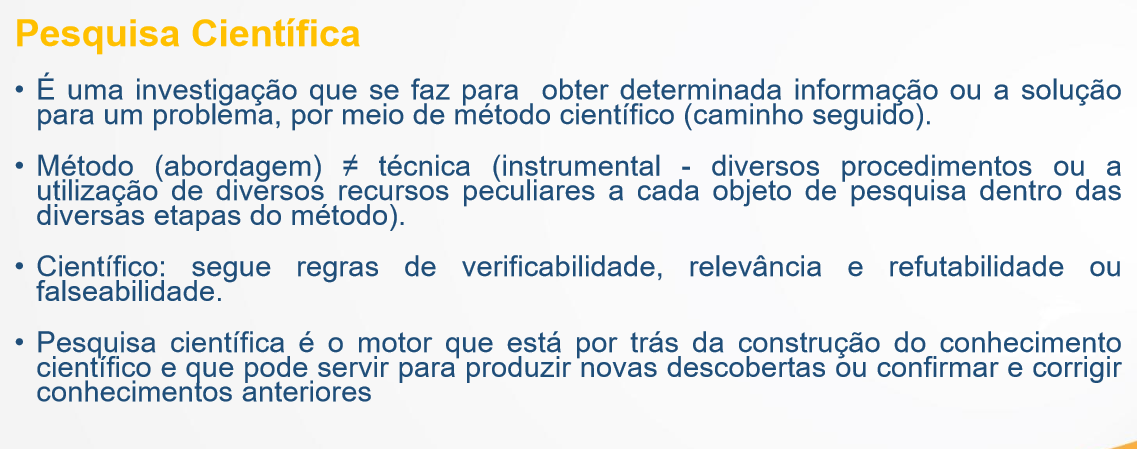 Pesquisa Científica
• É uma investigação que se faz para  obter determinada informação ou a solução
para um problema, por meio de método científico (caminho seguido).
• Método (abordagem) ≠ técnica (instrumental - diversos procedimentos ou a
utilização de diversos recursos peculiares a cada objeto de pesquisa dentro das
diversas etapas do método).
• Científico: segue regras de verificabilidade, relevância e refutabilidade ou
falseabilidade.
• Pesquisa científica é o motor que está por trás da construção do conhecimento
científico e que pode servir para produzir novas descobertas ou confirmar e corrigir
conhecimentos anteriores